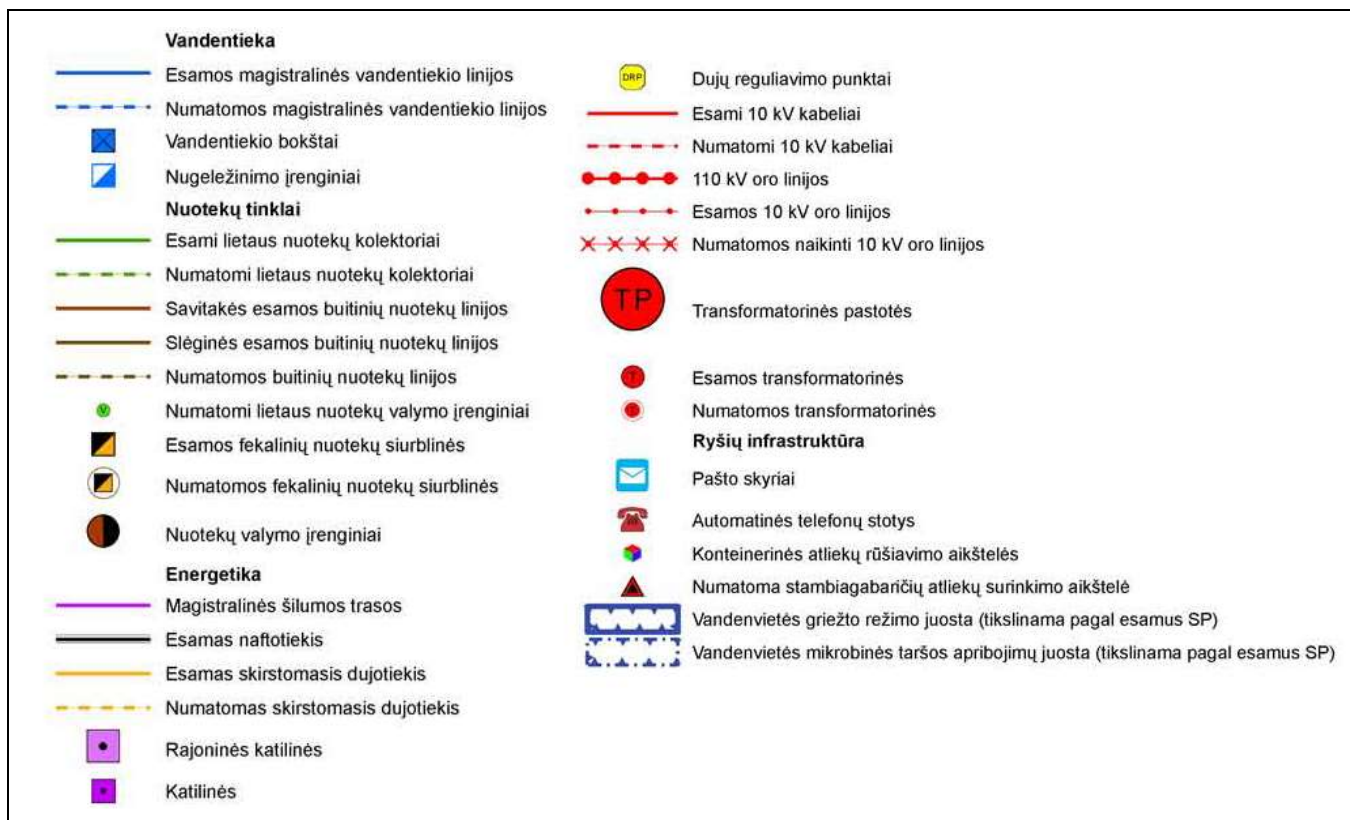 Vandentieka
Esamos magistralinės vandentiekio linijos
Numatomos magistralinės vandentiekio linijos
Vandentiekio bokštai
Nugeležinimo įrenginiai
Nuotekų tinklai
Esami lietaus nuotekų kolektoriai
Numatomi lietaus nuotekų kolektoriai
Savitakės esamos buitinių nuotekų linijos
Slėginės esamos buitinių nuotekų linijos
Numatomos buitinių nuotekų linijos
V Numatomi lietaus nuotekų valymo įrenginiai
Esamos fekalinių nuotekų siurblinės
Numatomos fekalinių nuotekų siurblinės
Nuotekų valymo įrenginiai
Energetika
Magistralinės šilumos trasos
Esamas naftotiekis
Esamas skirstomasis dujotiekis
Numatomas skirstomasis dujotiekis
Rajoninės katilinės
Katilinės
DRP Dujų reguliavimo punktai
Esami 10 kV kabeliai
Numatomi 10 kV kabeliai
110 kV oro linijos
Esamos 10 kV oro linijos
Numatomos naikinti 10 kV oro linijos
TP Transformatorinės pastotės
T Esamos transformatorinės
Numatomos transformatorinės
Ryšių infrastruktūra
Pašto skyriai
Automatinės telefonų stotys
Konteinerinės atliekų rūšiavimo aikštelės
Numatoma stambiagabaričių atliekų surinkimo aikštelė
Vandenvietės griežto režimo juosta (tikslinama pagal esamus SP)
Vandenvietės mikrobinės taršos apribojimų juosta (tikslinama pagal esamus SP)